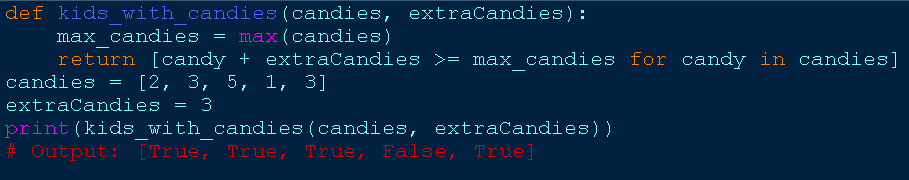 def kids_with_candies(candies, extraCandies):
    max_candies = max(candies)
    return [candy + extraCandies >= max_candies for candy in candies]
candies = [2, 3, 5, 1, 3]
extraCandies = 3
print(kids_with_candies(candies, extraCandies))
# Output: [True, True, True, False, True]